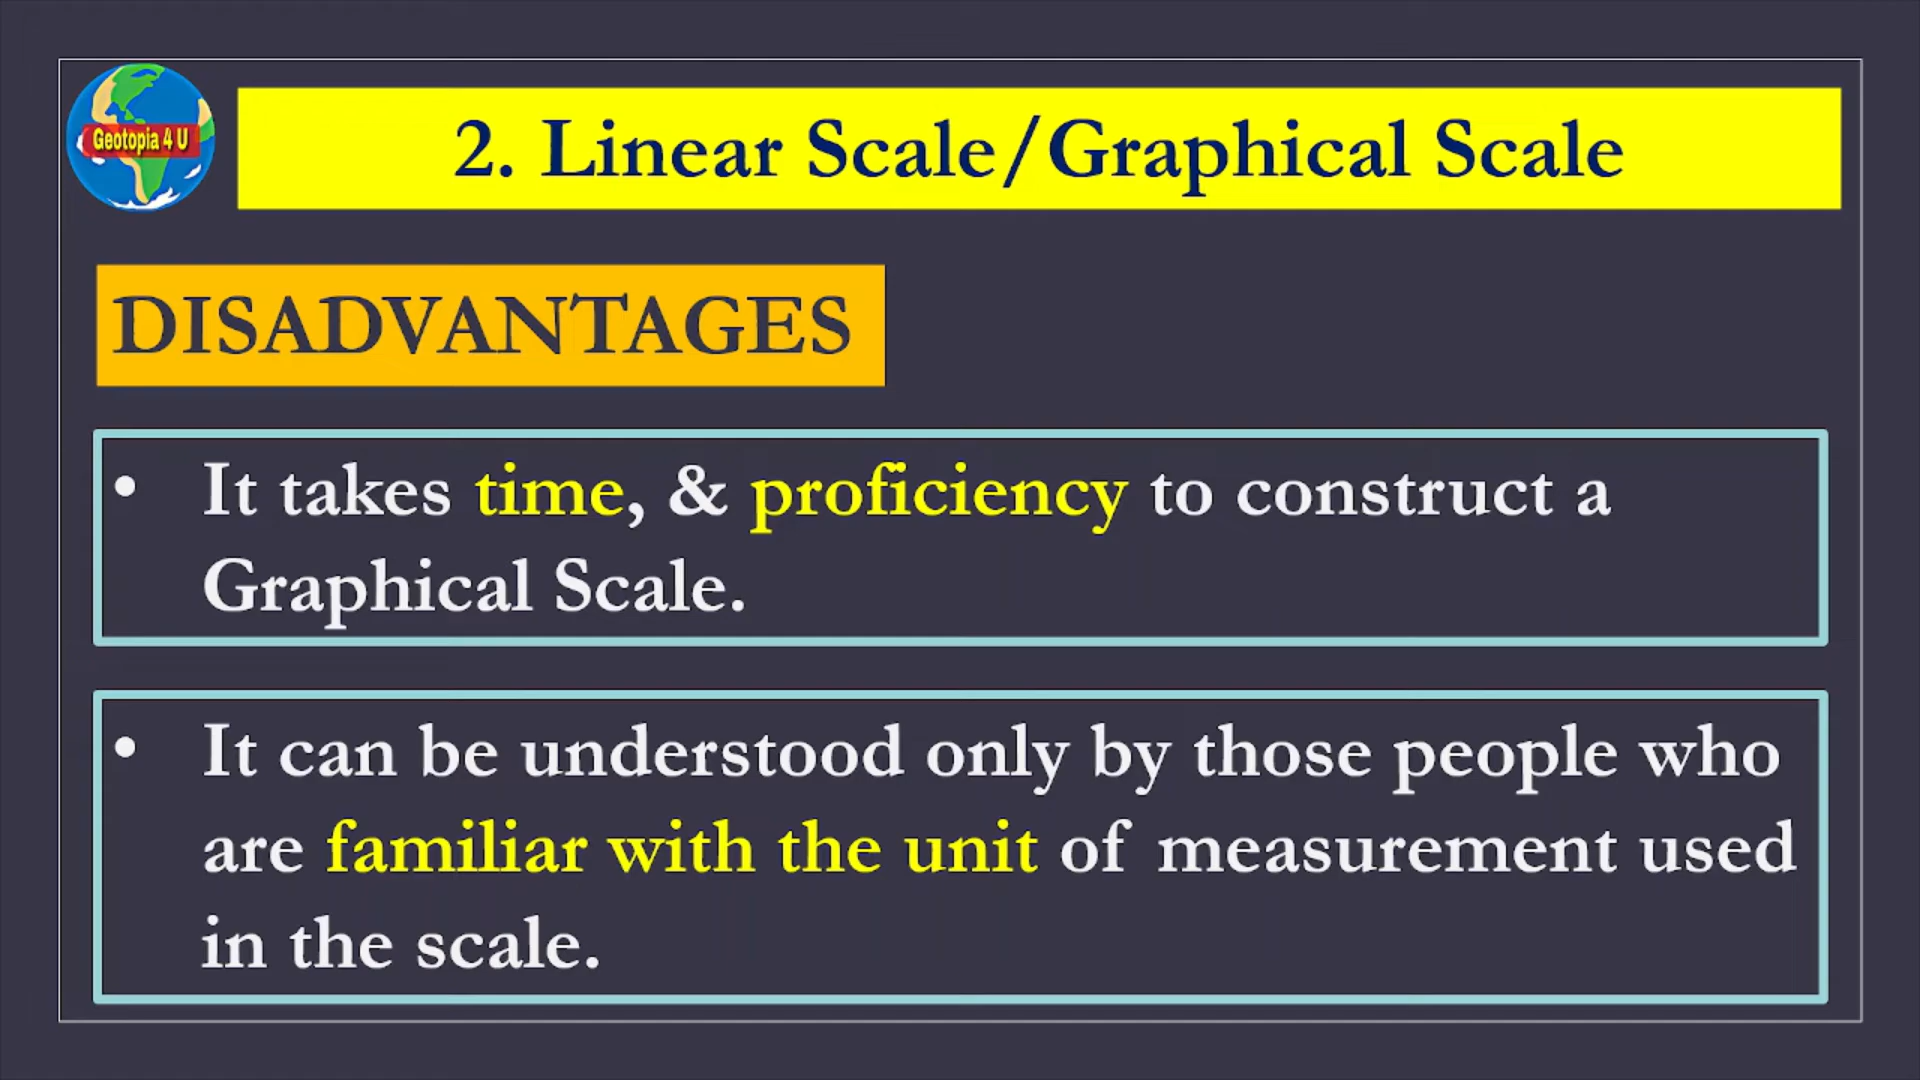 Geotopia 4 U
2. Linear Scale/Graphical Scale
DISADVANTAGES
• It takes time, & proficiency to construct a
Graphical Scale.
• It can be understood only by those people who
are familiar with the unit of measurement used
in the scale.